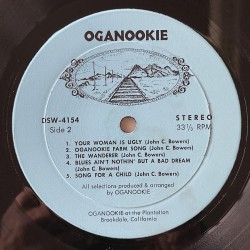 OGANOOKIE
DSW-4154
Side 2
STEREO
33⅓ RPM
1. YOUR WOMAN IS UGLY (John C. Bowers)
2. OGANOOKIE FARM SONG (John C. Bowers)
3. THE WANDERER (John C. Bowers)
4. BLUES AIN'T NOTHIN' BUT A BAD DREAM
(John C. Bowers)
5. SONG FOR A CHILD (John C. Bowers)
All selections produced & arranged
by OGANOOKIE
OGANOOKIE at the Plantation
Brookdale, California